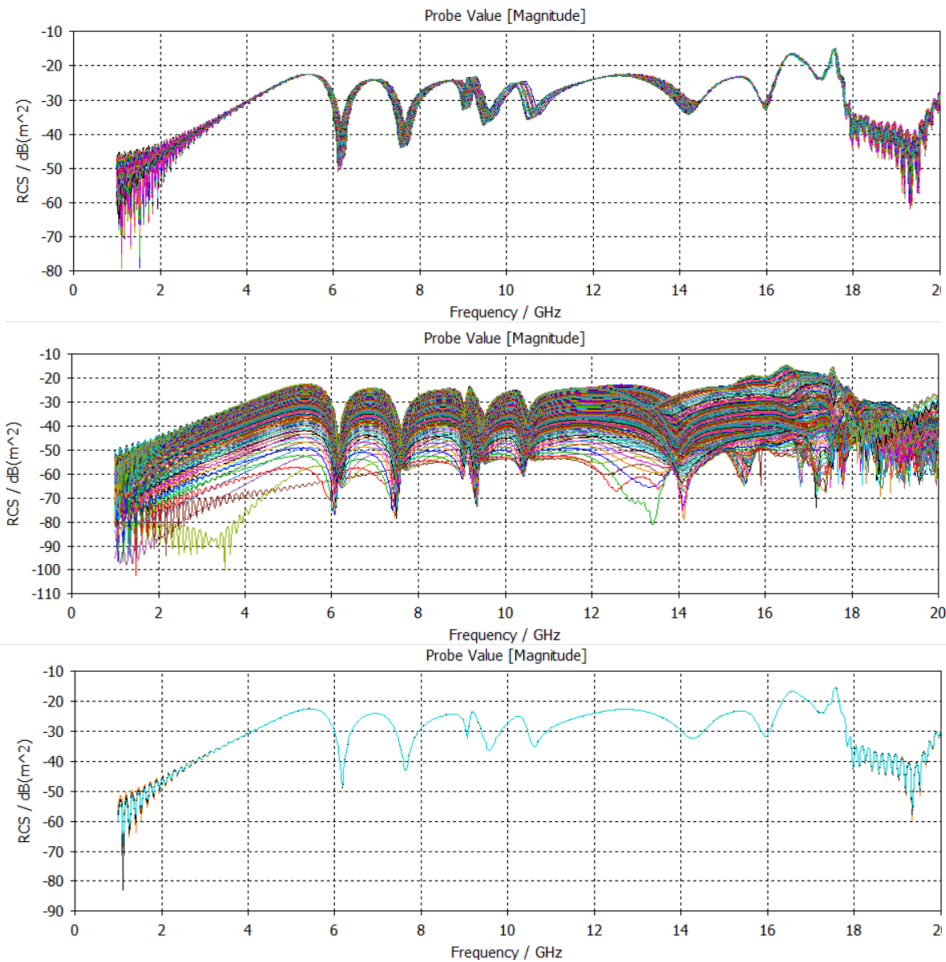 Probe Value [Magnitude]
-10
-20
-30
-40
-50
-60
-70
-80
RCS / dB(m^2)
0 2 4 6 8 10 12 14 16 18 20
Frequency / GHz
Probe Value [Magnitude]
-10
-20
-30
-40
-50
-60
-70
-80
-90
-100
-110
RCS / dB(m^2)
0 2 4 6 8 10 12 14 16 18 20
Frequency / GHz
Probe Value [Magnitude]
-10
-20
-30
-40
-50
-60
-70
-80
-90
RCS / dB(m^2)
0 2 4 6 8 10 12 14 16 18 20
Frequency / GHz